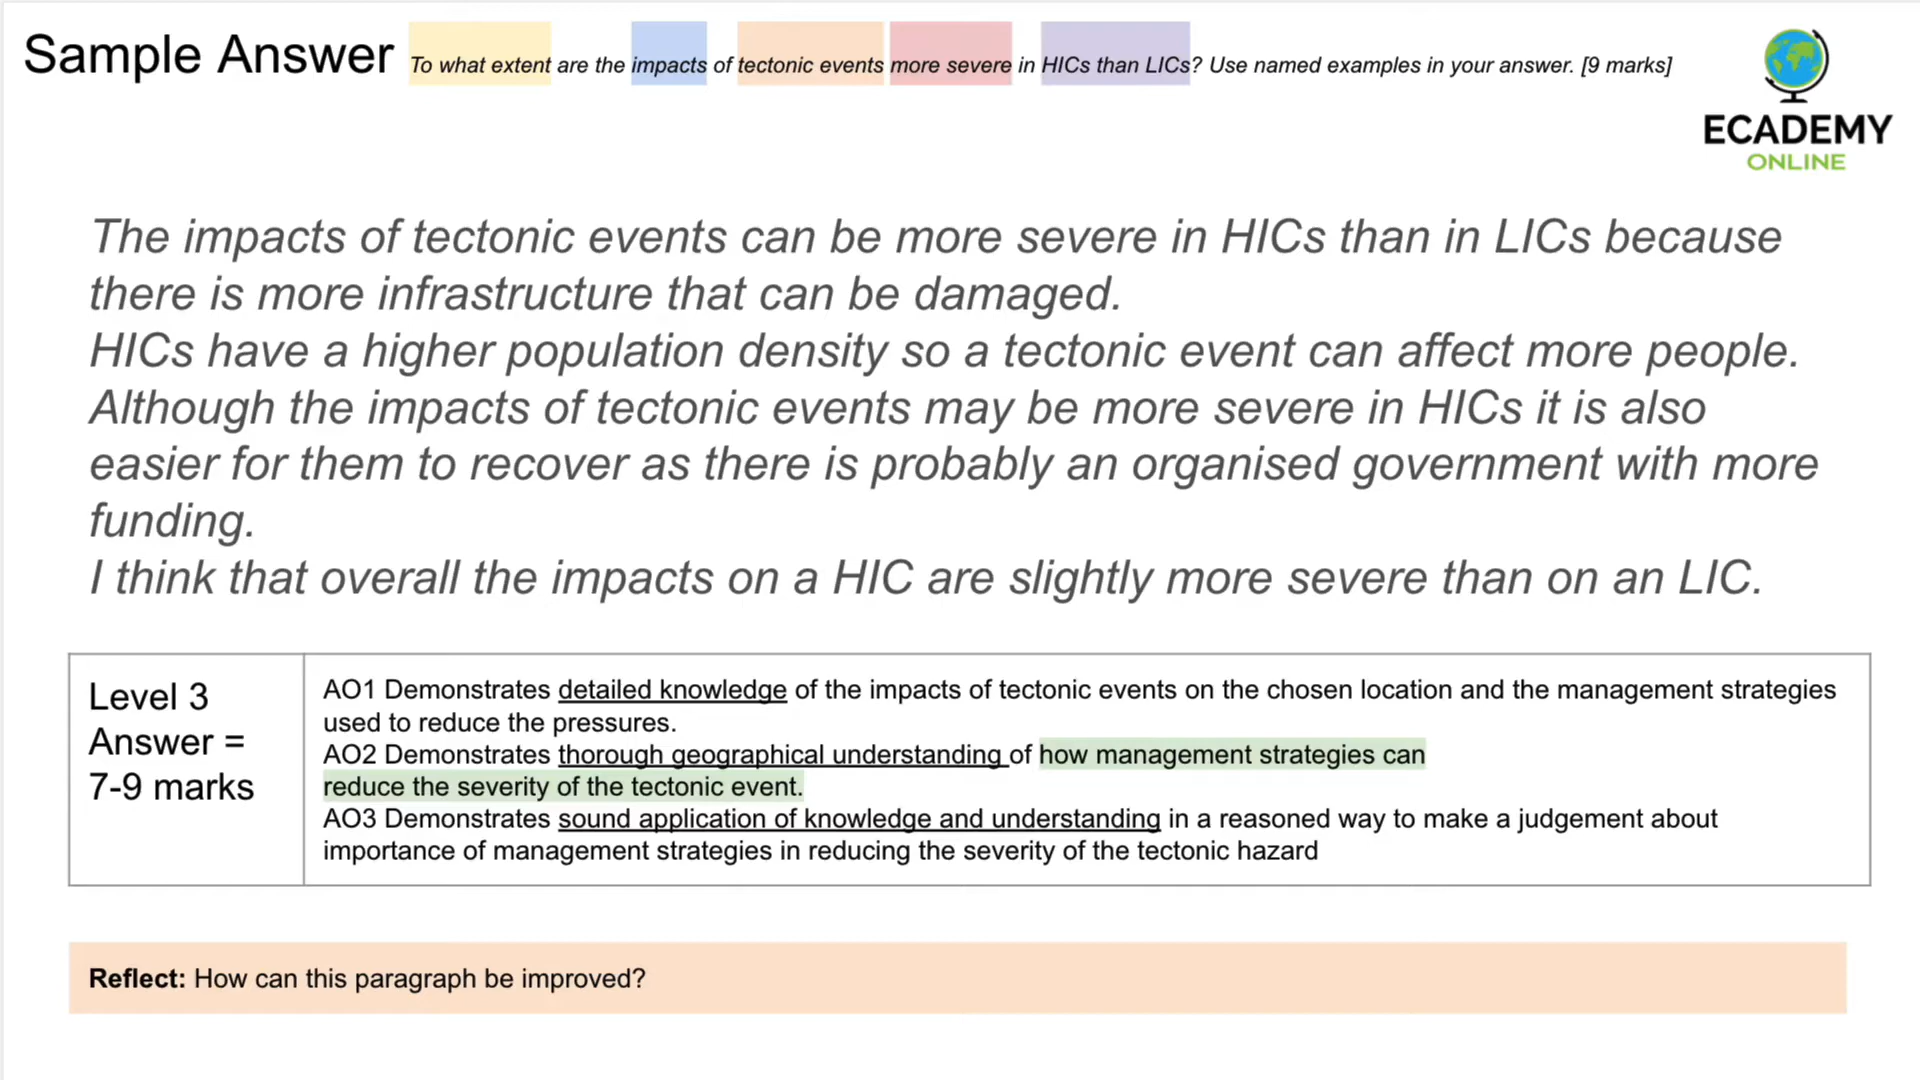 Sample Answer To what extent are the impacts of tectonic events more severe in HICs than LICs? Use named examples in your answer. [9 marks]
ECADEMY
ONLINE
The impacts of tectonic events can be more severe in HICs than in LICs because
there is more infrastructure that can be damaged.
HICs have a higher population density so a tectonic event can affect more people.
Although the impacts of tectonic events may be more severe in HICs it is also
easier for them to recover as there is probably an organised government with more
funding.
I think that overall the impacts on a HIC are slightly more severe than on an LIC.
Level 3
Answer =
7-9 marks
AO1 Demonstrates detailed knowledge of the impacts of tectonic events on the chosen location and the management strategies
used to reduce the pressures.
AO2 Demonstrates thorough geographical understanding of how management strategies can
reduce the severity of the tectonic event.
AO3 Demonstrates sound application of knowledge and understanding in a reasoned way to make a judgement about
importance of management strategies in reducing the severity of the tectonic hazard
Reflect: How can this paragraph be improved?